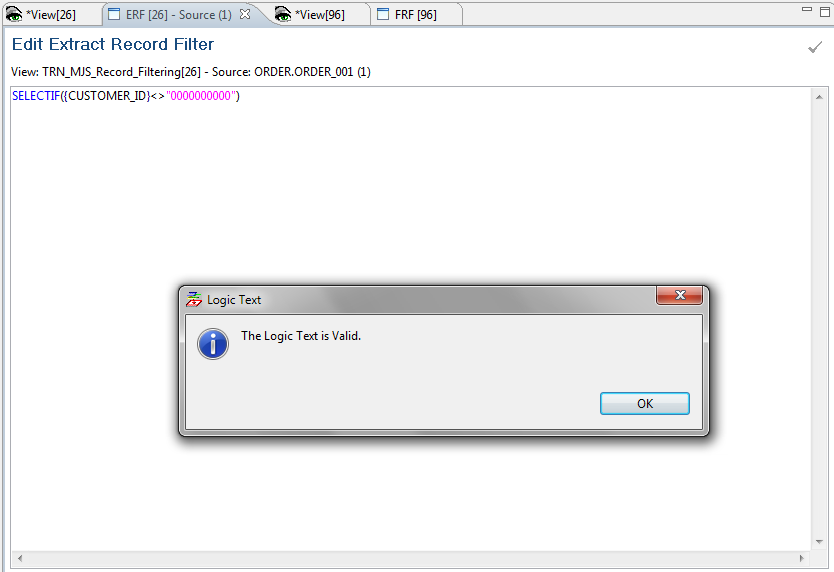 *View[26] ERF [26] - Source (1) *View[96] FRF [96]
Edit Extract Record Filter
View: TRN_MJS_Record_Filtering[26] - Source: ORDER.ORDER_001 (1)
SELECTIF({CUSTOMER_ID}<>"0000000000")
Logic Text
The Logic Text is Valid.
OK